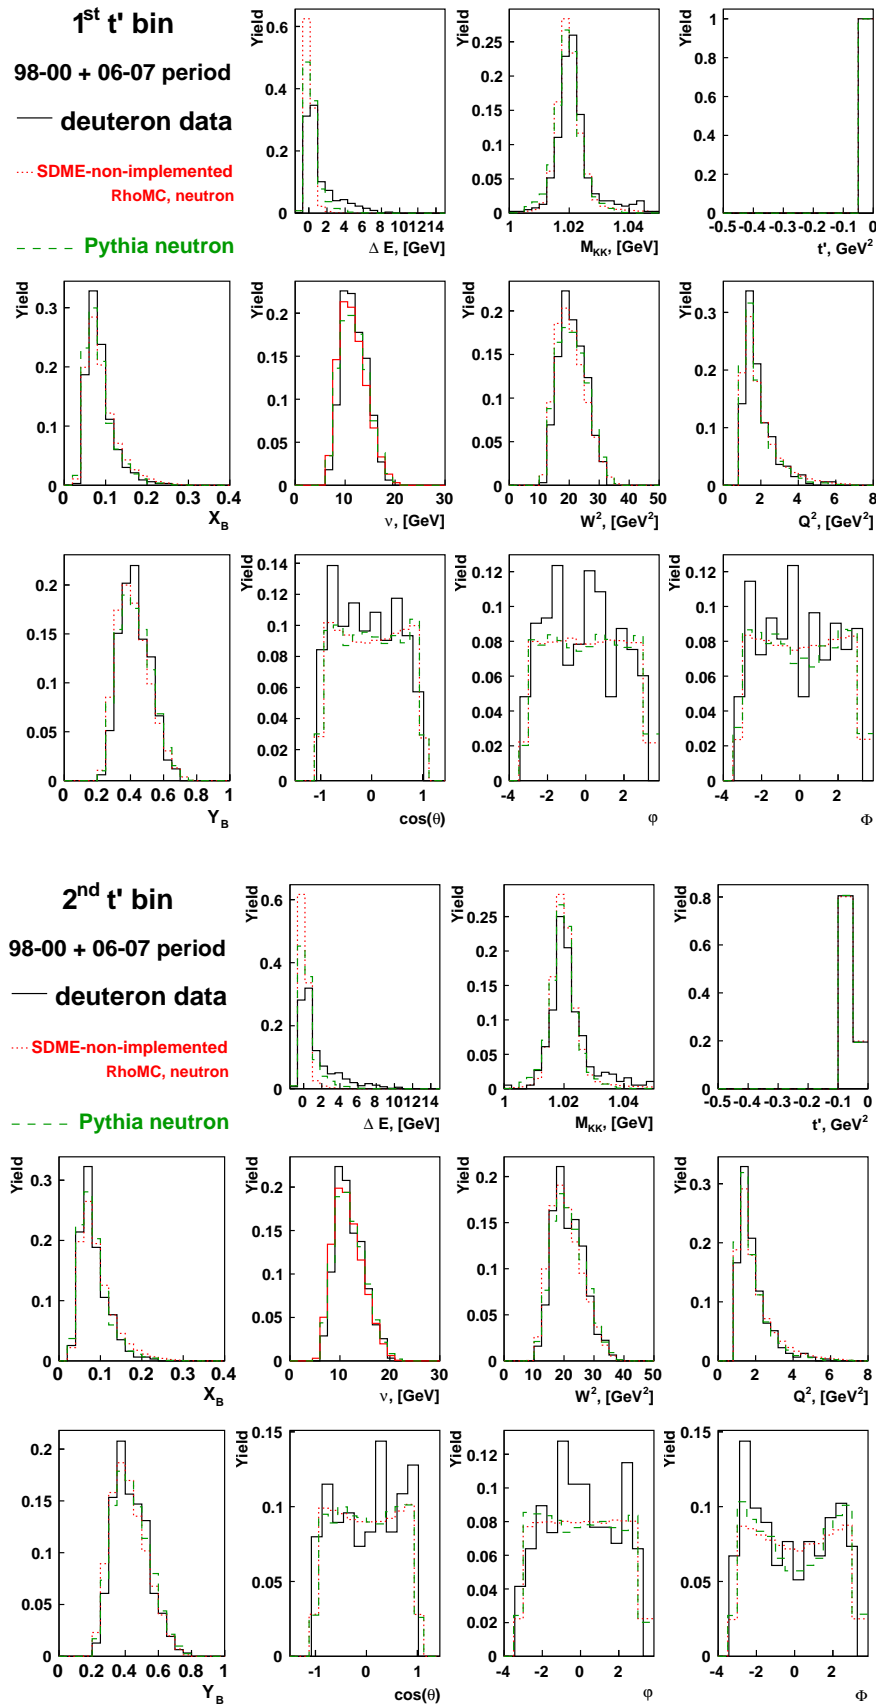 1st t' bin
98-00 + 06-07 period
deuteron data
SDME-non-implemented
RhoMC, neutron
Pythia neutron
Yield
0.6
0.4
0.2
0
0 2 4 6 8 10 12 14
Δ E, [GeV]
0.25
0.2
0.15
0.1
0.05
0
1 1.02 1.04
M_KK, [GeV]
Yield
1
0.8
0.6
0.4
0.2
0
-0.5 -0.4 -0.3 -0.2 -0.1 0
t', GeV²
Yield
0.3
0.2
0.1
0
0 0.1 0.2 0.3 0.4
X_B
Yield
0.2
0.15
0.1
0.05
0
0 10 20 30
ν, [GeV]
Yield
0.2
0.15
0.1
0.05
0
0 10 20 30 40 50
W², [GeV²]
Yield
0.3
0.2
0.1
0
0 2 4 6 8
Q², [GeV²]
Yield
0.2
0.15
0.1
0.05
0
0 0.2 0.4 0.6 0.8 1
Y_B
Yield
0.14
0.12
0.1
0.08
0.06
0.04
0.02
0
-1 0 1
cos(θ)
Yield
0.12
0.1
0.08
0.06
0.04
0.02
0
-4 -2 0 2
φ
Yield
0.12
0.1
0.08
0.06
0.04
0.02
0
-4 -2 0 2
Φ
Yield
2nd t' bin
98-00 + 06-07 period
deuteron data
SDME-non-implemented
RhoMC, neutron
Pythia neutron
Yield
0.6
0.4
0.2
0
0 2 4 6 8 10 12 14
Δ E, [GeV]
0.25
0.2
0.15
0.1
0.05
0
1 1.02 1.04
M_KK, [GeV]
Yield
0.8
0.6
0.4
0.2
0
-0.5 -0.4 -0.3 -0.2 -0.1 0
t', GeV²
Yield
0.3
0.2
0.1
0
0 0.1 0.2 0.3 0.4
X_B
Yield
0.2
0.15
0.1
0.05
0
0 10 20 30
ν, [GeV]
Yield
0.2
0.15
0.1
0.05
0
0 10 20 30 40 50
W², [GeV²]
Yield
0.3
0.2
0.1
0
0 2 4 6 8
Q², [GeV²]
Yield
0.2
0.15
0.1
0.05
0
0 0.2 0.4 0.6 0.8 1
Y_B
Yield
0.15
0.1
0.05
0
-1 0 1
cos(θ)
Yield
0.12
0.1
0.08
0.06
0.04
0.02
0
-4 -2 0 2
φ
Yield
0.15
0.1
0.05
0
-4 -2 0 2
Φ
Yield